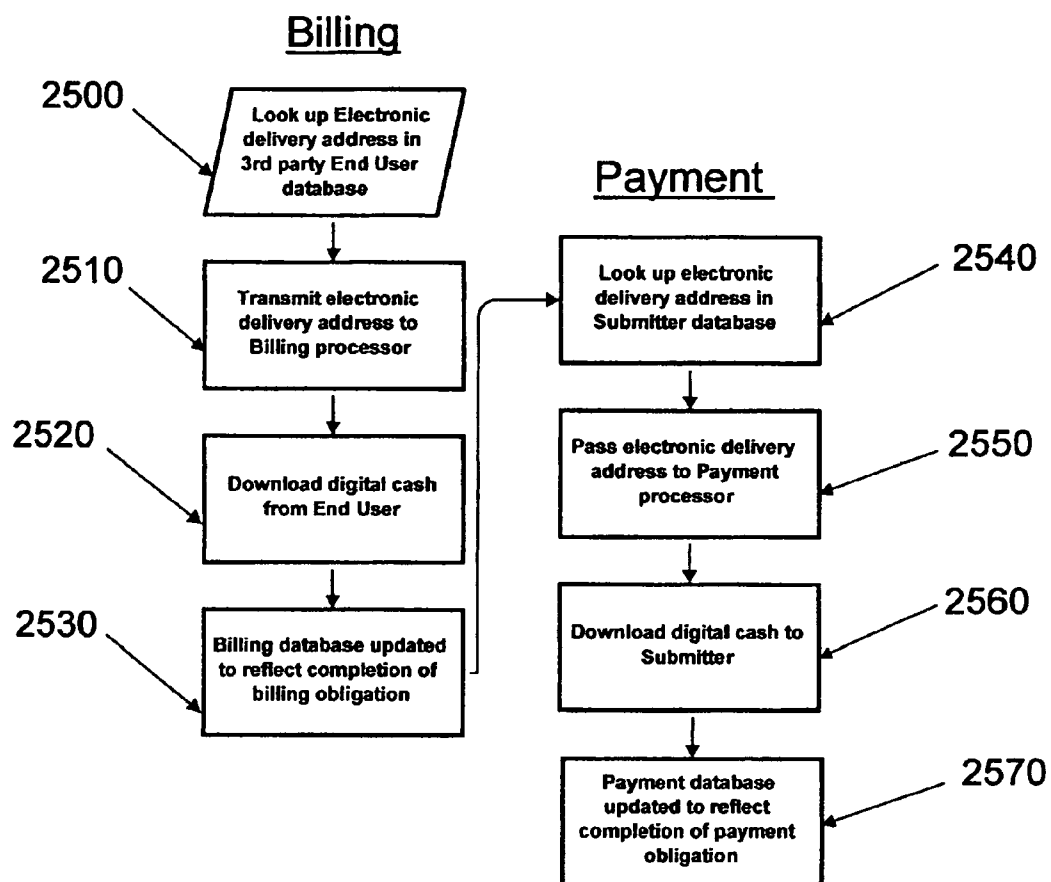 Billing
2500
Look up Electronic
delivery address in
3rd party End User
database
2510
Transmit electronic
delivery address to
Billing processor
2520
Download digital cash
from End User
2530
Billing database updated
to reflect completion of
billing obligation
Payment
2540
Look up electronic
delivery address in
Submitter database
2550
Pass electronic delivery
address to Payment
processor
2560
Download digital cash to
Submitter
2570
Payment database
updated to reflect
completion of payment
obligation